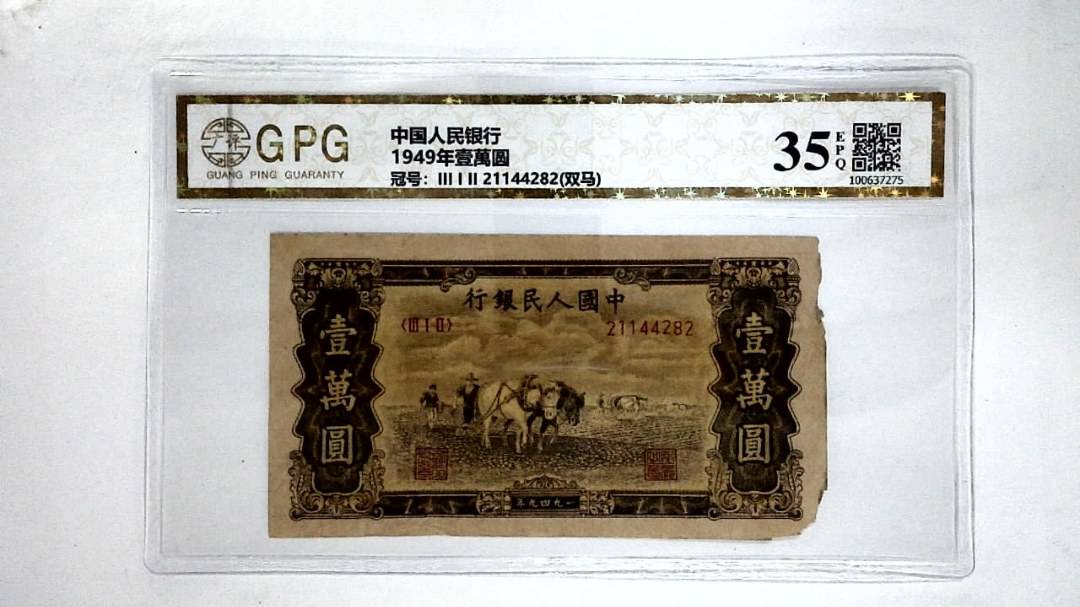 GPG
GUANG PING GUARANTY
中国人民银行
1949年壹萬圆
冠号: III I II 21144282(双马)
35
EPQ
100637275
行銀民人國中
〈III I II〉
21144282
壹萬圓
壹萬圓
年九四九一